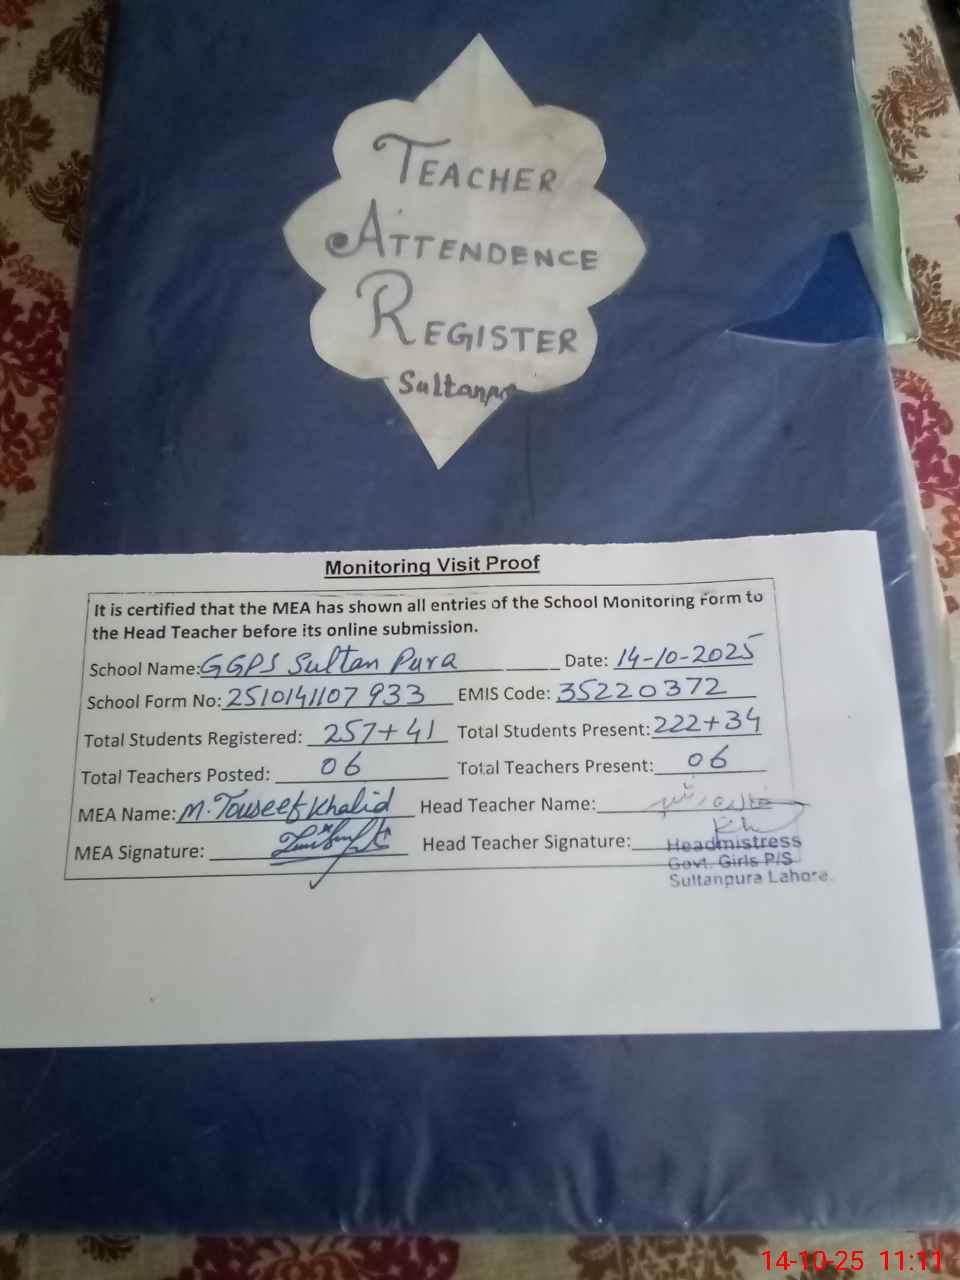 TEACHER
ATTENDENCE
REGISTER
Sultanpu
Monitoring Visit Proof
It is certified that the MEA has shown all entries of the School Monitoring Form to
the Head Teacher before its online submission.
School Name: GGPS Sultan Pura Date: 14-10-2025
School Form No: 2510141107933 EMIS Code: 35220372
Total Students Registered: 257+41 Total Students Present: 222+34
Total Teachers Posted: 06 Total Teachers Present: 06
MEA Name: M. Touseef Khalid Head Teacher Name:
MEA Signature: Head Teacher Signature:
Headmistress
Govt. Girls P/S
Sultanpura Lahore.
14-10-25 11:11